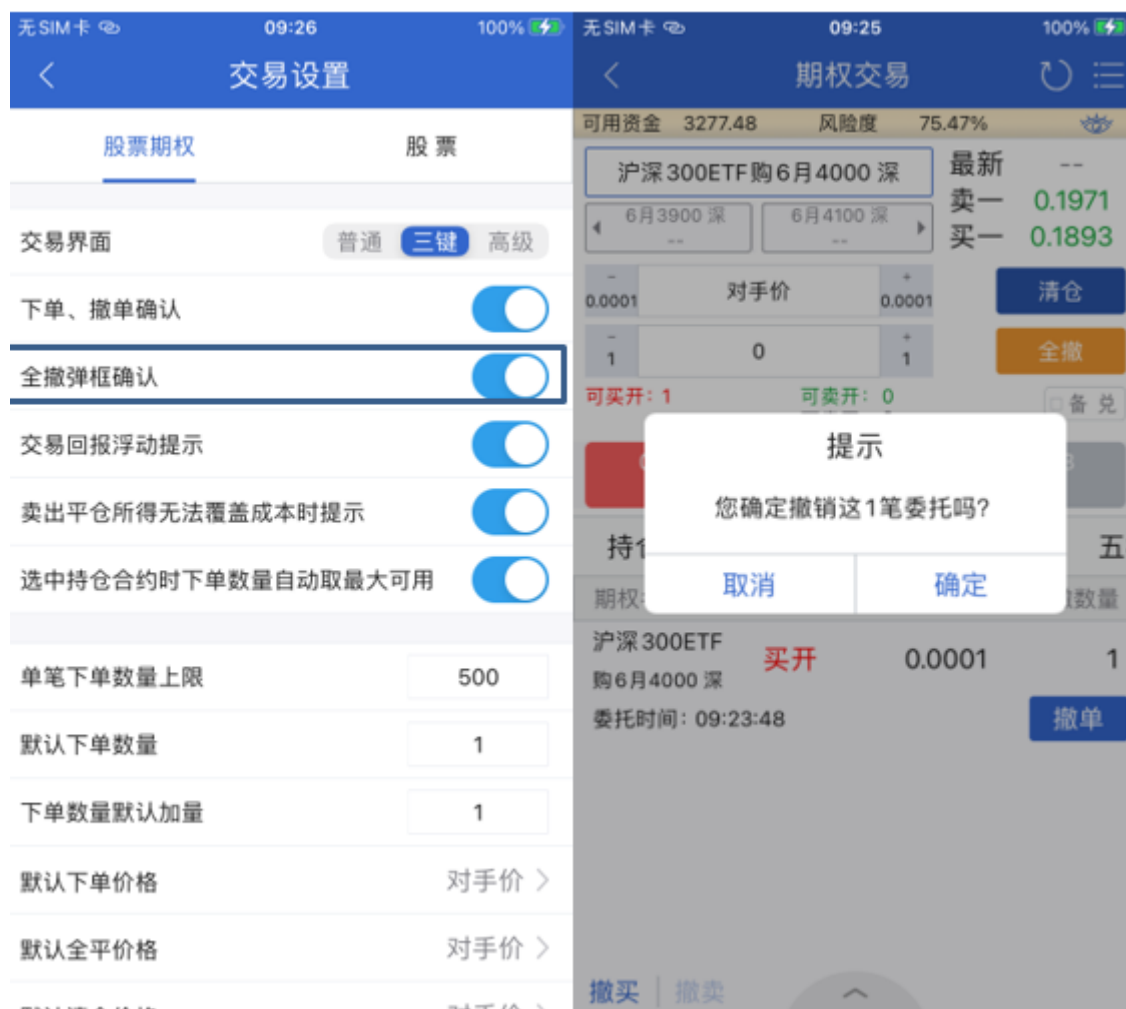 无SIM卡 09:26 100%
交易设置
股票期权 股 票
交易界面 普通 三键 高级
下单、撤单确认
全撤弹框确认
交易回报浮动提示
卖出平仓所得无法覆盖成本时提示
选中持仓合约时下单数量自动取最大可用
单笔下单数量上限 500
默认下单数量 1
下单数量默认加量 1
默认下单价格 对手价
默认全平价格 对手价
无SIM卡 09:25 100%
期权交易
可用资金 3277.48 风险度 75.47%
沪深300ETF购6月4000 深 最新 --
6月3900 深 -- 6月4100 深 -- 卖一 0.1971
买一 0.1893
- 0.0001 对手价 + 0.0001 清仓
- 1 0 + 1 全撤
可买开：1 可卖开：0 备 兑
提示
您确定撤销这1笔委托吗?
取消 确定
持 五
期权 数量
沪深300ETF
购6月4000 深 买开 0.0001 1
委托时间：09:23:48 撤单
撤买 撤卖